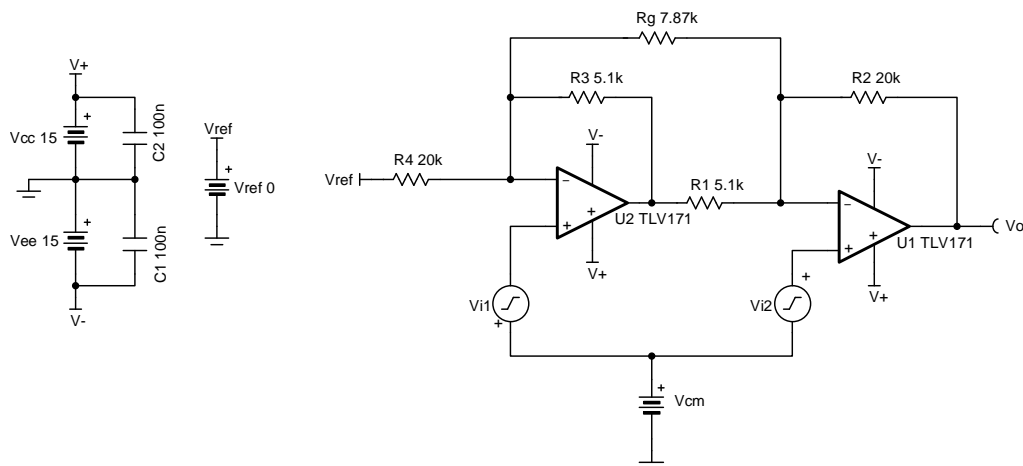 Rg 7.87k
V+
R3 5.1k
R2 20k
+
Vcc 15
C2 100n
Vref
V-
V-
+
R4 20k
Vref
Vref 0
–
+
+
R1 5.1k
–
+
+
U2 TLV171
U1 TLV171
Vo
+
Vee 15
C1 100n
V+
V+
Vi1
+
Vi2
+
V-
+
Vcm